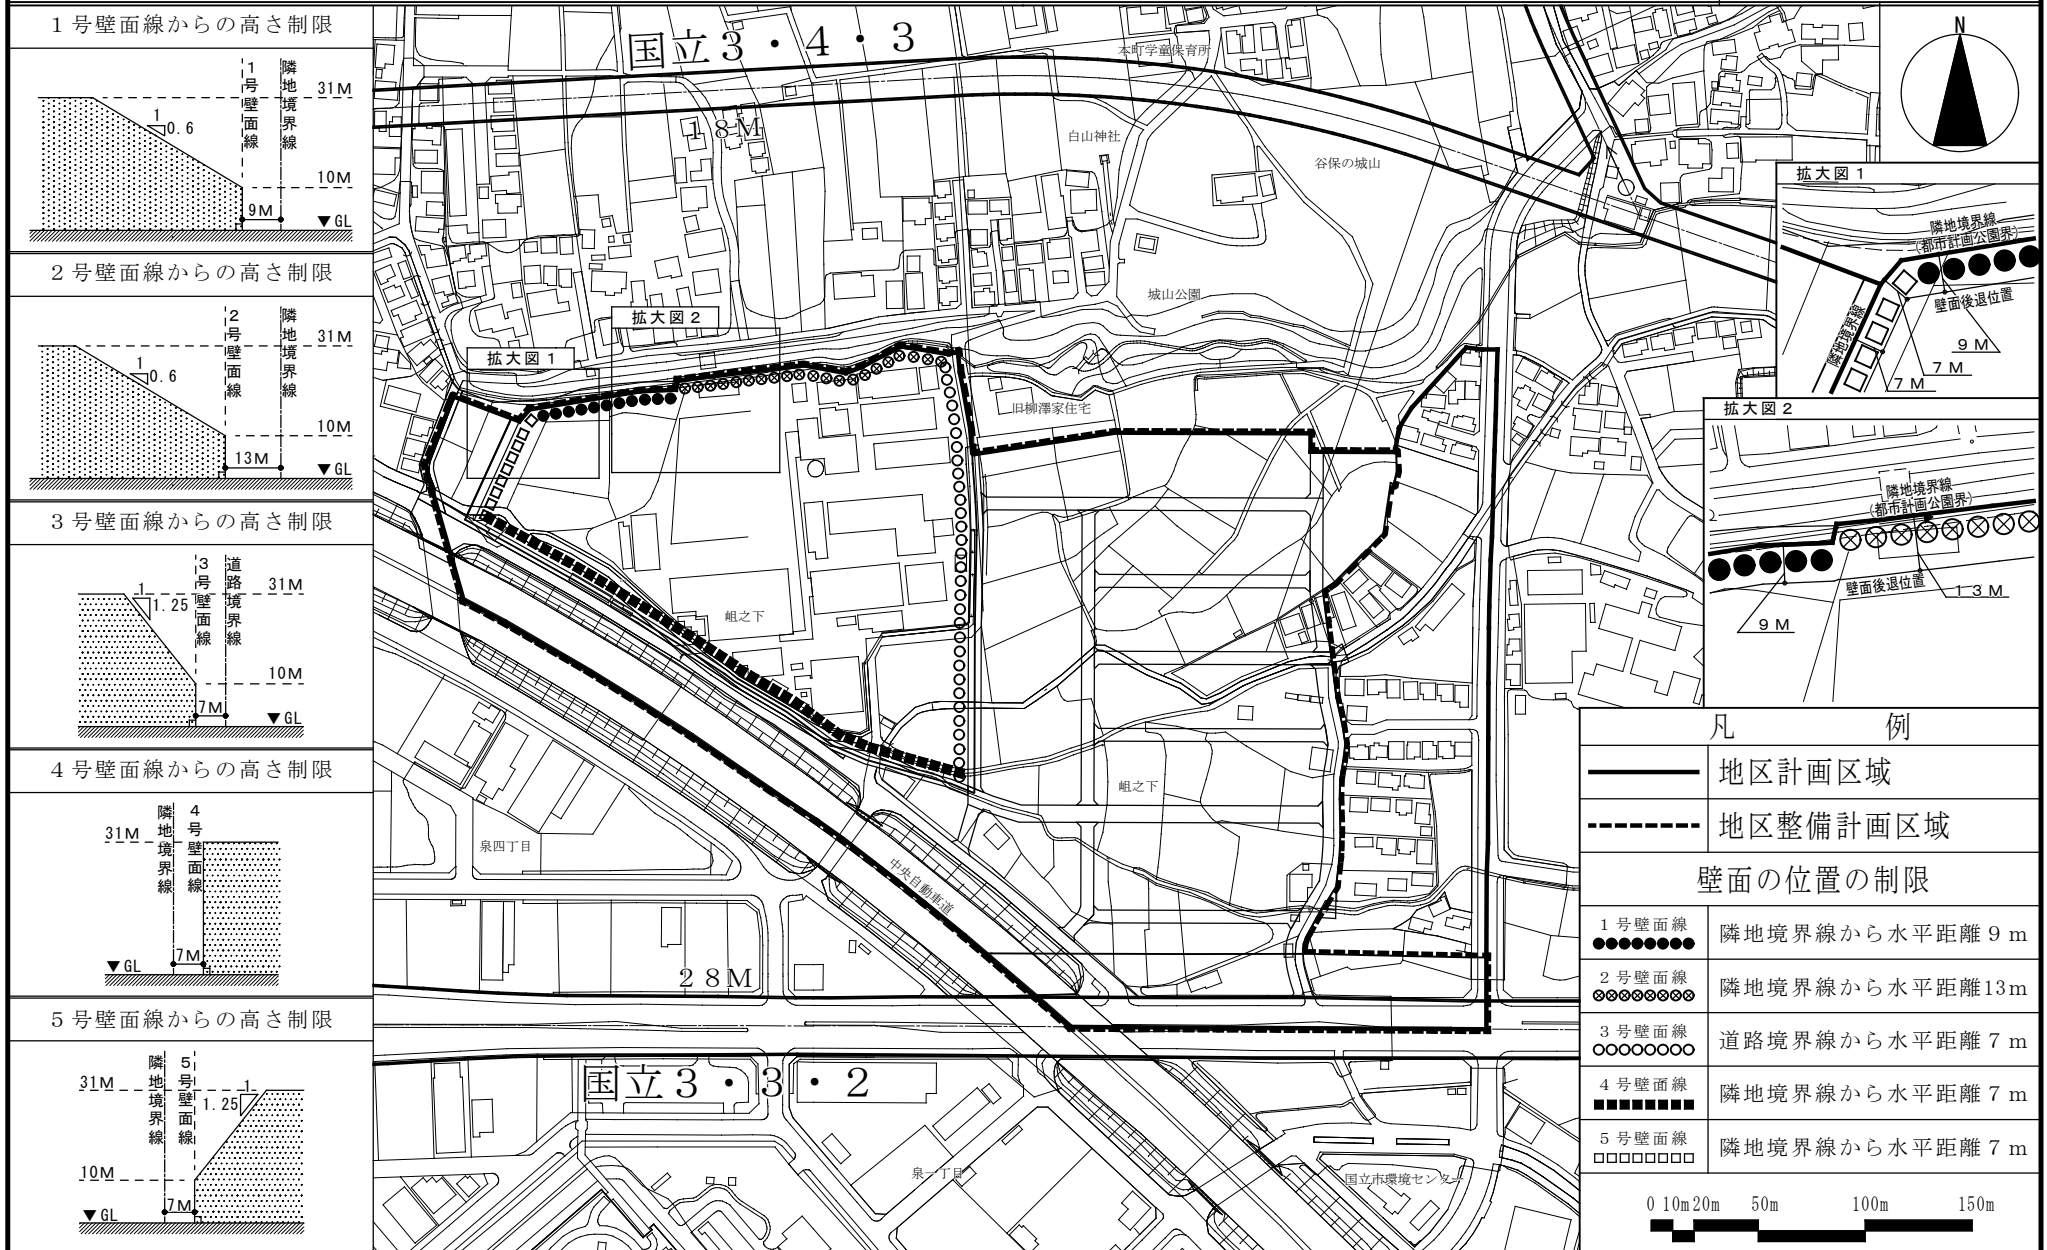 1号壁面線からの高さ制限
1号壁面線
隣地境界線
31M
1
0.6
10M
9M
▼GL
2号壁面線からの高さ制限
2号壁面線
隣地境界線
31M
1
0.6
10M
13M
▼GL
3号壁面線からの高さ制限
3号壁面線
道路境界線
31M
1
1.25
10M
7M
▼GL
4号壁面線からの高さ制限
隣地境界線
4号壁面線
31M
7M
▼GL
5号壁面線からの高さ制限
隣地境界線
5号壁面線
31M
1
1.25
10M
7M
▼GL
国立3・4・3
18M
本町学童保育所
白山神社
谷保の城山
城山公園
拡大図2
拡大図1
旧柳澤家住宅
岨之下
岨之下
泉四丁目
中央自動車道
28M
国立3・3・2
泉一丁目
国立市環境センター
N
拡大図1
隣地境界線
(都市計画公園界)
壁面後退位置
隣地境界線
9M
7M
7M
拡大図2
隣地境界線
(都市計画公園界)
壁面後退位置
13M
9M
凡例
地区計画区域
地区整備計画区域
壁面の位置の制限
1号壁面線
隣地境界線から水平距離9m
2号壁面線
隣地境界線から水平距離13m
3号壁面線
道路境界線から水平距離7m
4号壁面線
隣地境界線から水平距離7m
5号壁面線
隣地境界線から水平距離7m
0 10m 20m 50m 100m 150m